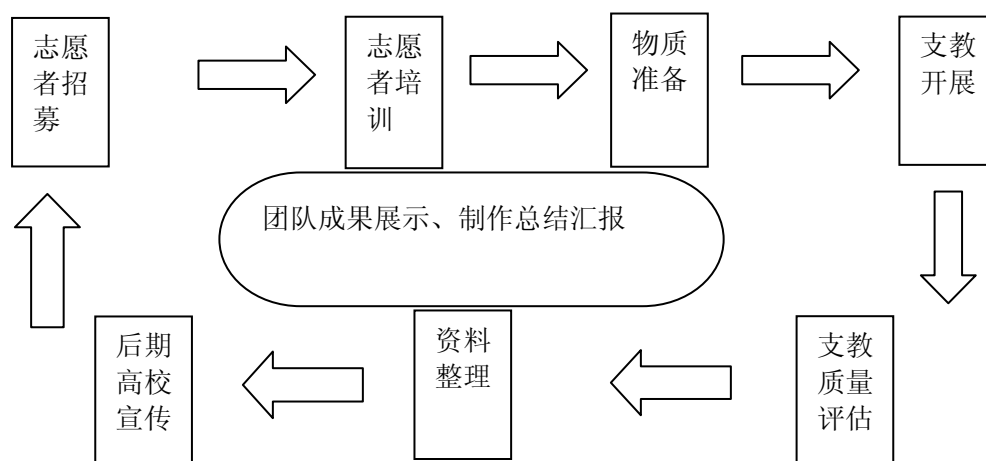 志愿
者招
募
志愿
者培
训
物质
准备
支教
开展
团队成果展示、制作总结汇报
后期
高校
宣传
资料
整理
支教
质量
评估